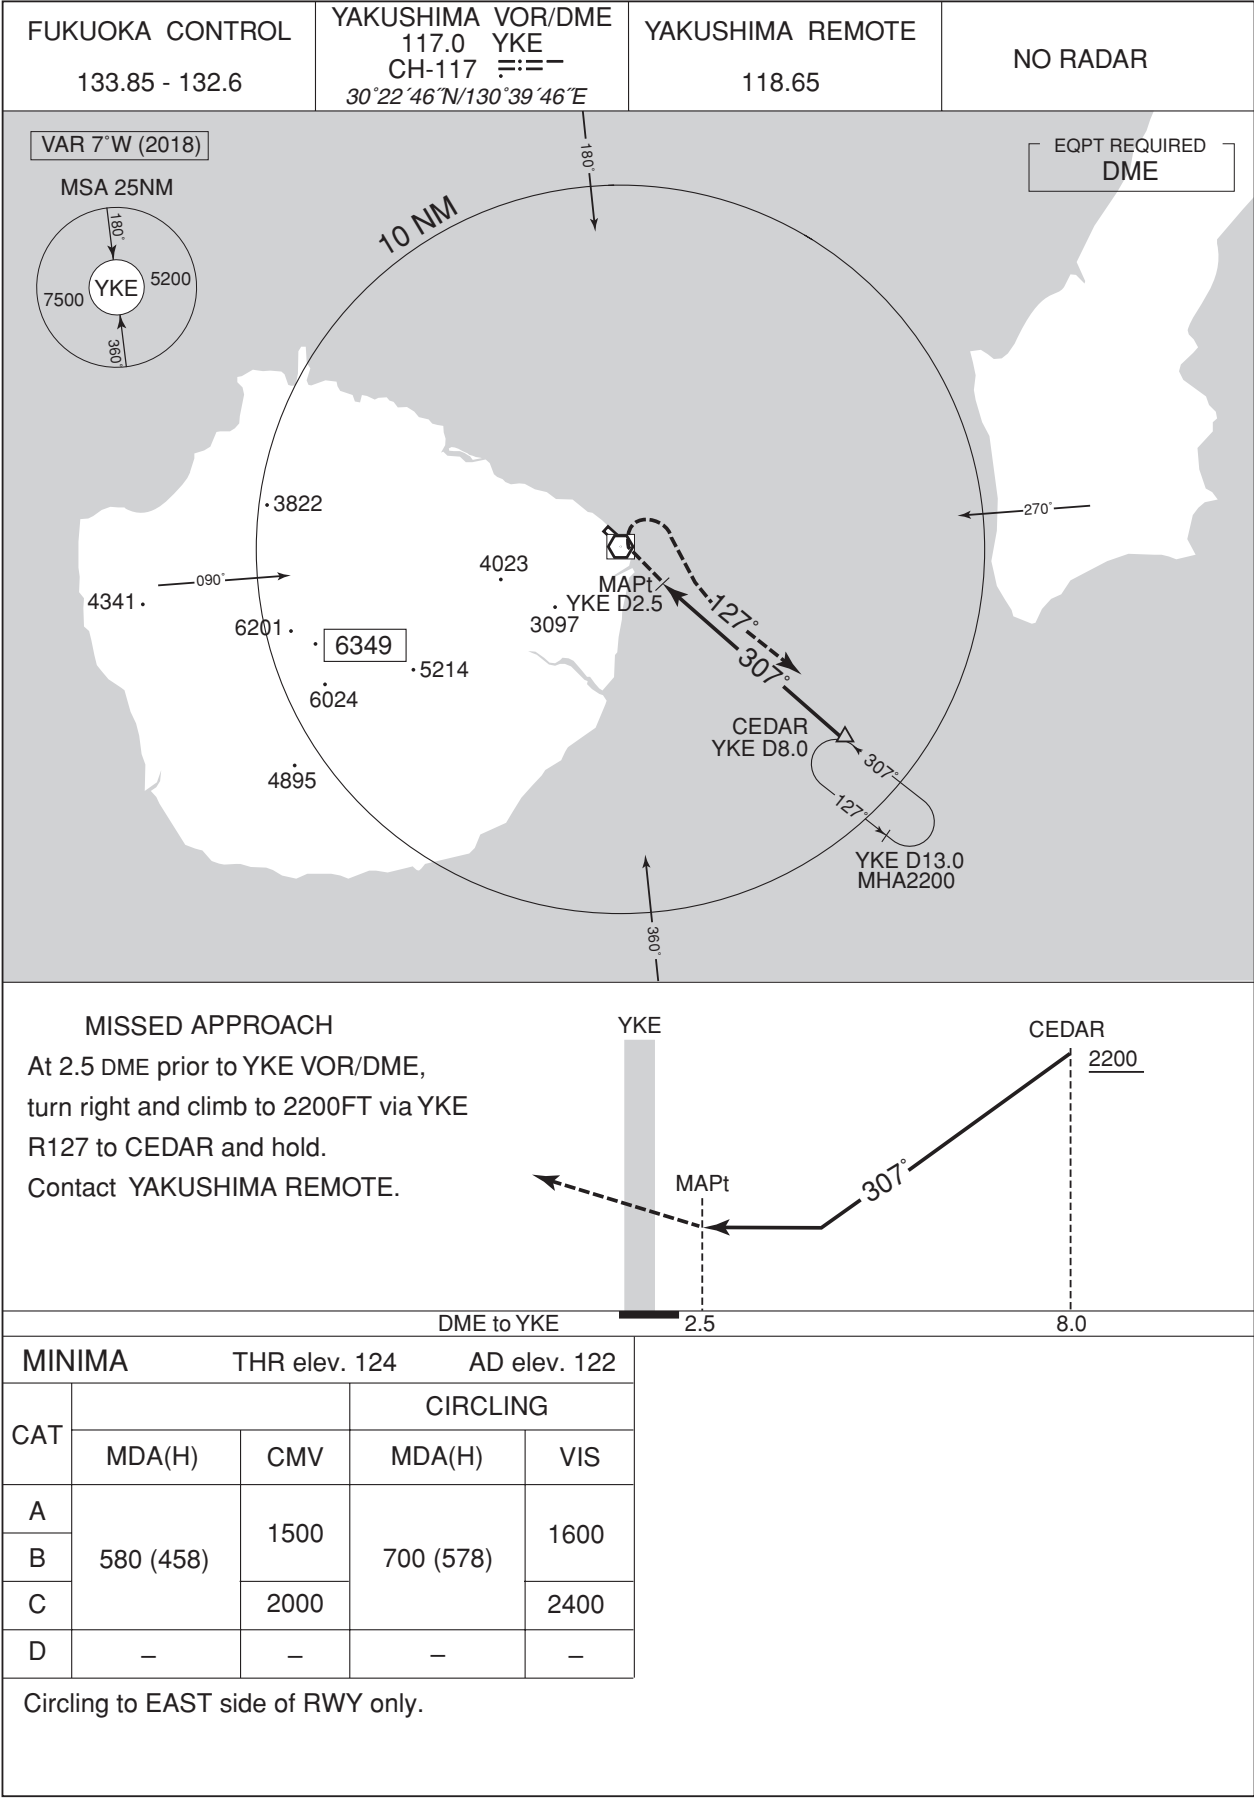 FUKUOKA CONTROL
133.85 - 132.6
YAKUSHIMA VOR/DME
117.0 YKE
CH-117
30°22´46˝N/130°39´46˝E
YAKUSHIMA REMOTE
118.65
NO RADAR
VAR 7°W (2018)
MSA 25NM
180°
YKE
5200
7500
360°
EQPT REQUIRED
DME
10 NM
180°
3822
270°
4023
090°
4341
MAPt
YKE D2.5
3097
6201
6349
5214
6024
127°
307°
CEDAR
YKE D8.0
4895
307°
127°
YKE D13.0
MHA2200
360°
MISSED APPROACH
At 2.5 DME prior to YKE VOR/DME,
turn right and climb to 2200FT via YKE
R127 to CEDAR and hold.
Contact YAKUSHIMA REMOTE.
YKE
CEDAR
2200
307°
MAPt
DME to YKE
2.5
8.0
MINIMA THR elev. 124 AD elev. 122
CAT
CIRCLING
MDA(H) CMV MDA(H) VIS
A
B
C
D
580 (458)
1500
2000
700 (578)
1600
2400
– – – –
Circling to EAST side of RWY only.